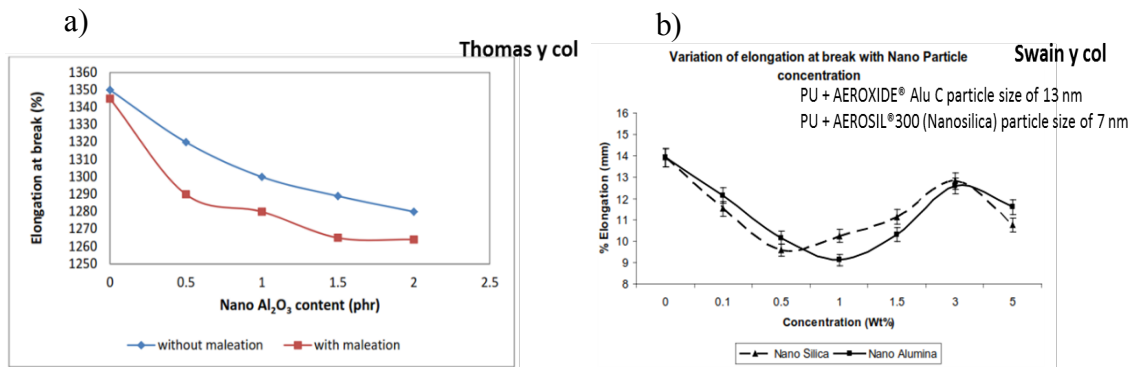 a)
Thomas y col
1360
1350
1340
1330
1320
1310
1300
1290
1280
1270
1260
1250
Elongation at break (%)
0 0.5 1 1.5 2 2.5
Nano Al₂O₃ content (phr)
without maleation with maleation
b)
Swain y col
Variation of elongation at break with Nano Particle
concentration
PU + AEROXIDE® Alu C particle size of 13 nm
PU + AEROSIL®300 (Nanosilica) particle size of 7 nm
16
15
14
13
12
11
10
9
8
% Elongation (mm)
0 0.1 0.5 1 1.5 3 5
Concentration (Wt%)
Nano Silica Nano Alumina